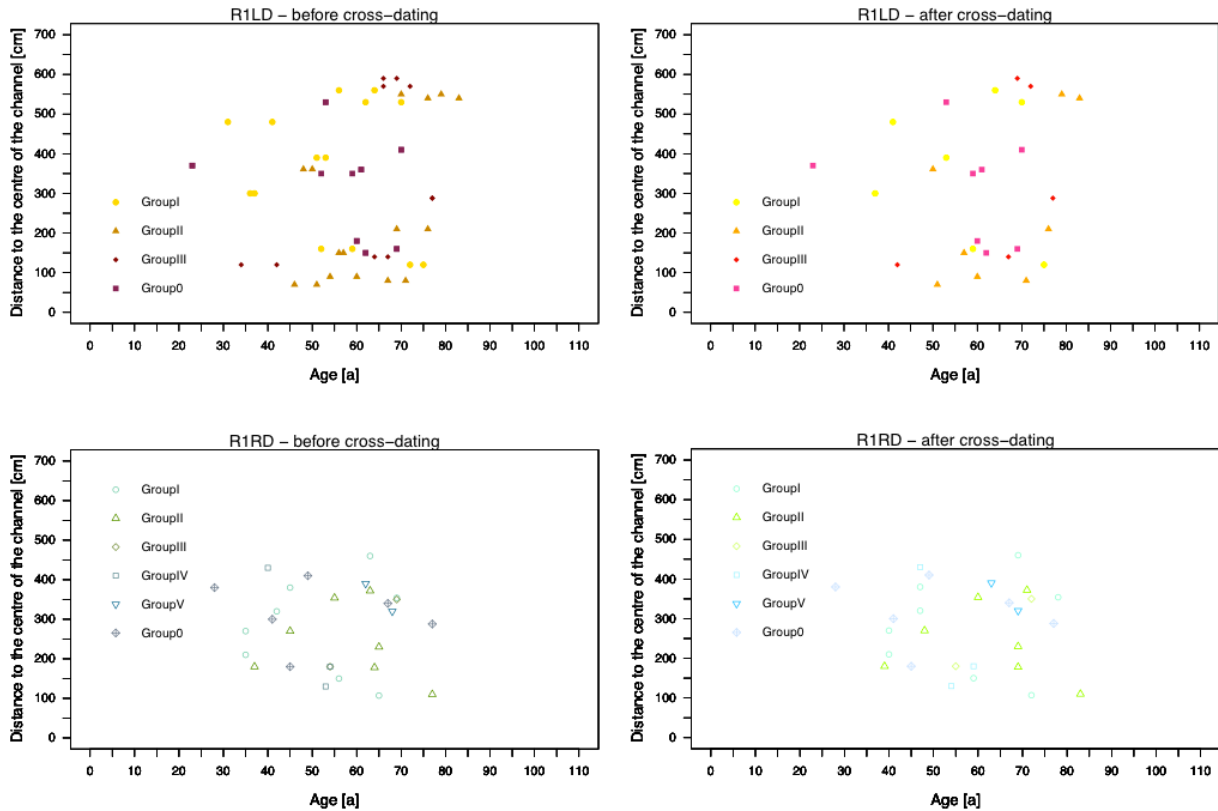 R1LD – before cross–dating
Distance to the centre of the channel [cm]
700
600
500
400
300
200
100
0
GroupI
GroupII
GroupIII
Group0
0 10 20 30 40 50 60 70 80 90 100 110
Age [a]
R1LD – after cross–dating
Distance to the centre of the channel [cm]
700
600
500
400
300
200
100
0
GroupI
GroupII
GroupIII
Group0
0 10 20 30 40 50 60 70 80 90 100 110
Age [a]
R1RD – before cross–dating
Distance to the centre of the channel [cm]
700
600
500
400
300
200
100
0
GroupI
GroupII
GroupIII
GroupIV
GroupV
Group0
0 10 20 30 40 50 60 70 80 90 100 110
Age [a]
R1RD – after cross–dating
Distance to the centre of the channel [cm]
700
600
500
400
300
200
100
0
GroupI
GroupII
GroupIII
GroupIV
GroupV
Group0
0 10 20 30 40 50 60 70 80 90 100 110
Age [a]